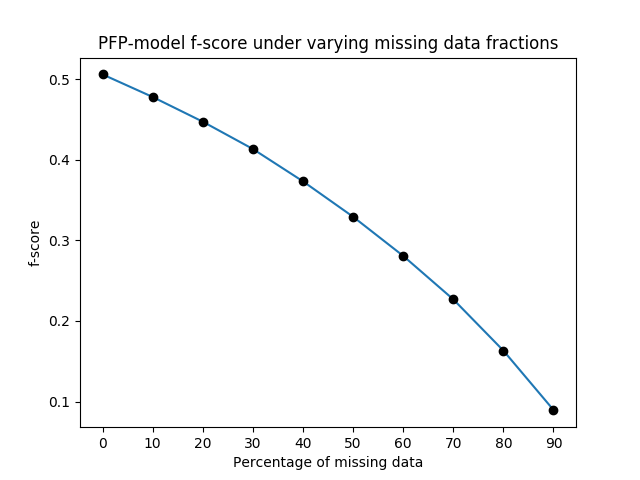 PFP-model f-score under varying missing data fractions
0.5
0.4
0.3
0.2
0.1
f-score
0 10 20 30 40 50 60 70 80 90
Percentage of missing data